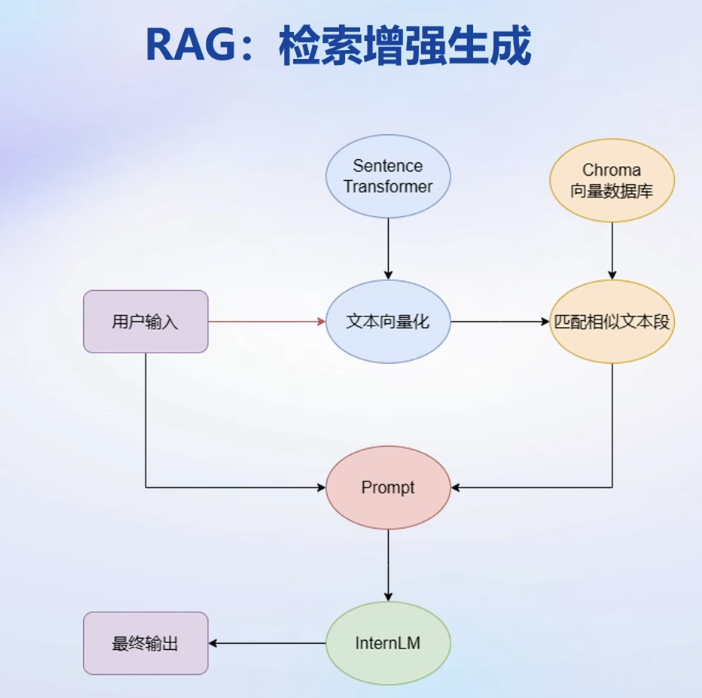 RAG：检索增强生成
Sentence
Transformer
Chroma
向量数据库
用户输入
文本向量化
匹配相似文本段
Prompt
最终输出
InternLM